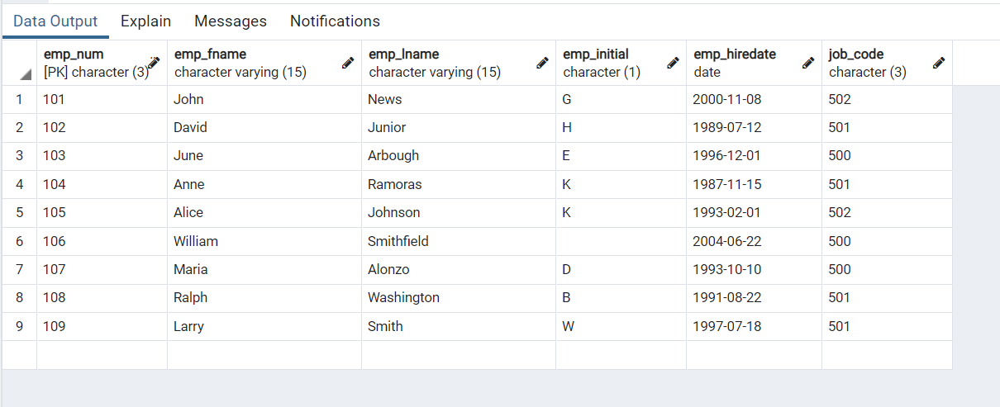 Data Output Explain Messages Notifications
emp_num emp_fname emp_lname emp_initial emp_hiredate job_code
[PK] character (3) character varying (15) character varying (15) character (1) date character (3)
1 101 John News G 2000-11-08 502
2 102 David Junior H 1989-07-12 501
3 103 June Arbough E 1996-12-01 500
4 104 Anne Ramoras K 1987-11-15 501
5 105 Alice Johnson K 1993-02-01 502
6 106 William Smithfield 2004-06-22 500
7 107 Maria Alonzo D 1993-10-10 500
8 108 Ralph Washington B 1991-08-22 501
9 109 Larry Smith W 1997-07-18 501